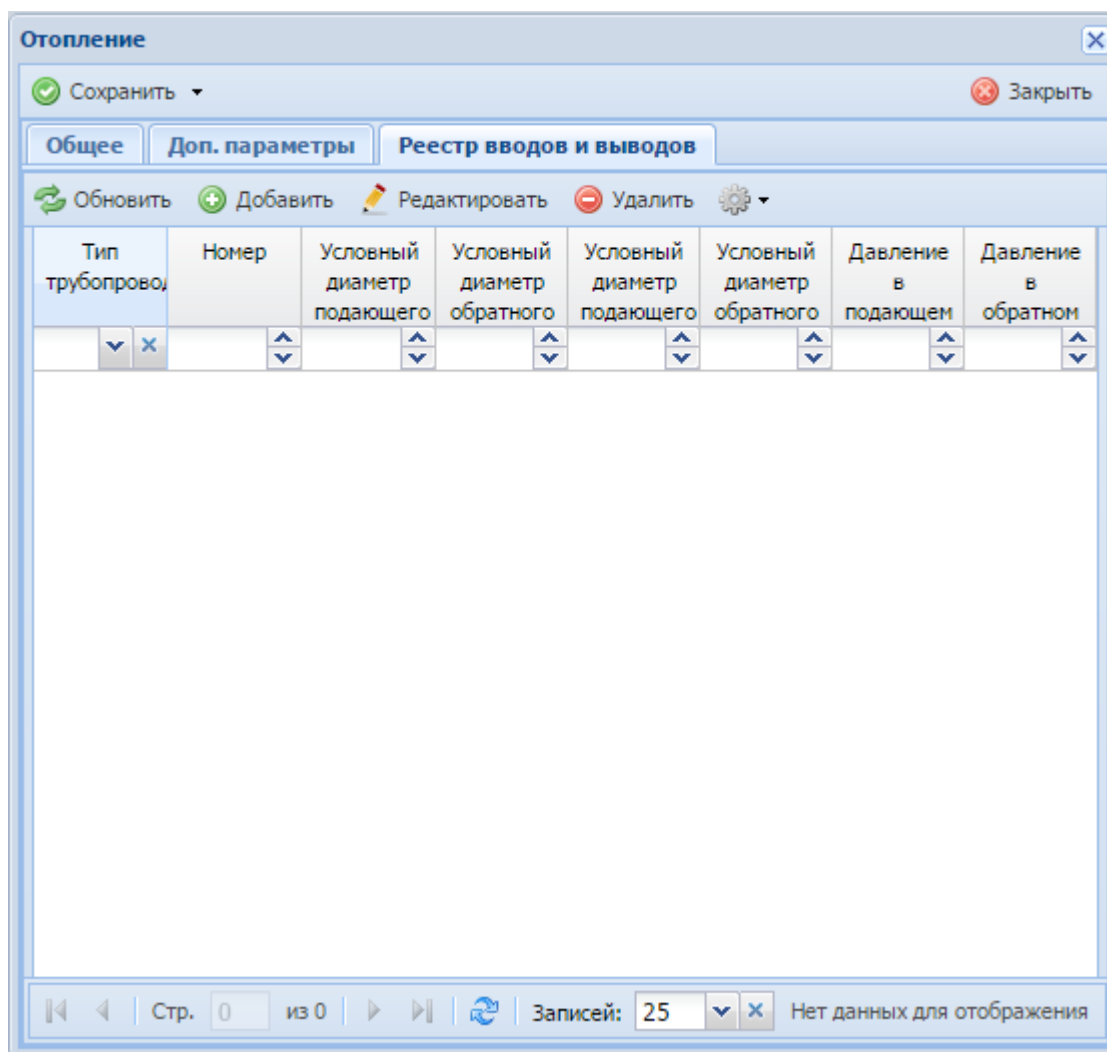 Отопление
Сохранить Закрыть
Общее Доп. параметры Реестр вводов и выводов
Обновить Добавить Редактировать Удалить
Тип Номер Условный Условный Условный Условный Давление Давление
трубопровод диаметр диаметр диаметр диаметр в в
подающего обратного подающего обратного подающем обратном
Стр. 0 из 0 Записей: 25 Нет данных для отображения